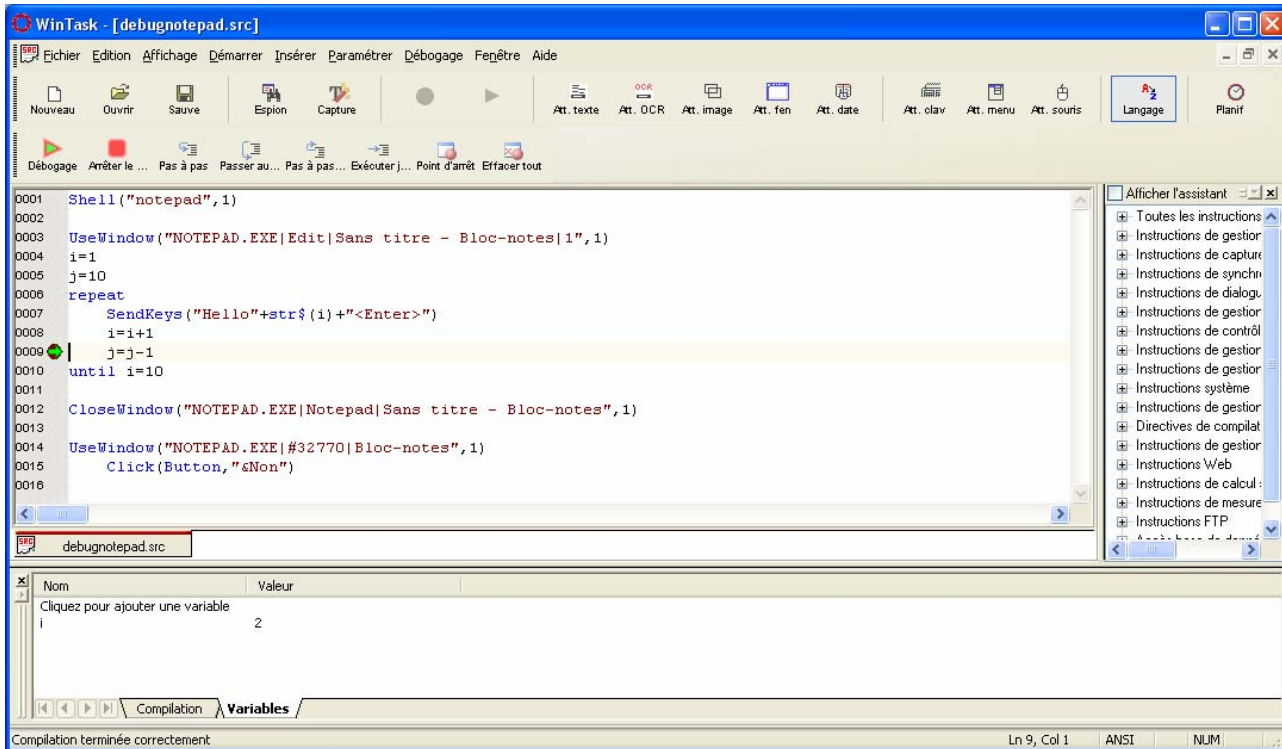 WinTask - [debugnotepad.src]
Fichier Edition Affichage Démarrer Insérer Paramétrer Débogage Fenêtre Aide
Nouveau Ouvrir Sauve Espion Capture Att. texte Att. OCR Att. image Att. fen Att. date Att. clav Att. menu Att. souris Langage Planif
Débogage Arrêter le ... Pas à pas Passer au... Pas à pas... Exécuter j... Point d'arrêt Effacer tout
0001 Shell("notepad",1)
0002
0003 UseWindow("NOTEPAD.EXE|Edit|Sans titre - Bloc-notes|1",1)
0004 i=1
0005 j=10
0006 repeat
0007 SendKeys("Hello"+str$(i)+"<Enter>")
0008 i=i+1
0009 j=j-1
0010 until i=10
0011
0012 CloseWindow("NOTEPAD.EXE|Notepad|Sans titre - Bloc-notes",1)
0013
0014 UseWindow("NOTEPAD.EXE|#32770|Bloc-notes",1)
0015 Click(Button,"&Non")
0016
Afficher l'assistant
Toutes les instructions
Instructions de gestion
Instructions de capture
Instructions de synchr
Instructions de dialogu
Instructions de gestion
Instructions de contrôl
Instructions de gestion
Instructions de gestion
Instructions système
Instructions de gestion
Directives de compilat
Instructions de gestion
Instructions Web
Instructions de calcul
Instructions de mesure
Instructions FTP
debugnotepad.src
Nom Valeur
Cliquez pour ajouter une variable
i 2
Compilation Variables
Compilation terminée correctement Ln 9, Col 1 ANSI NUM